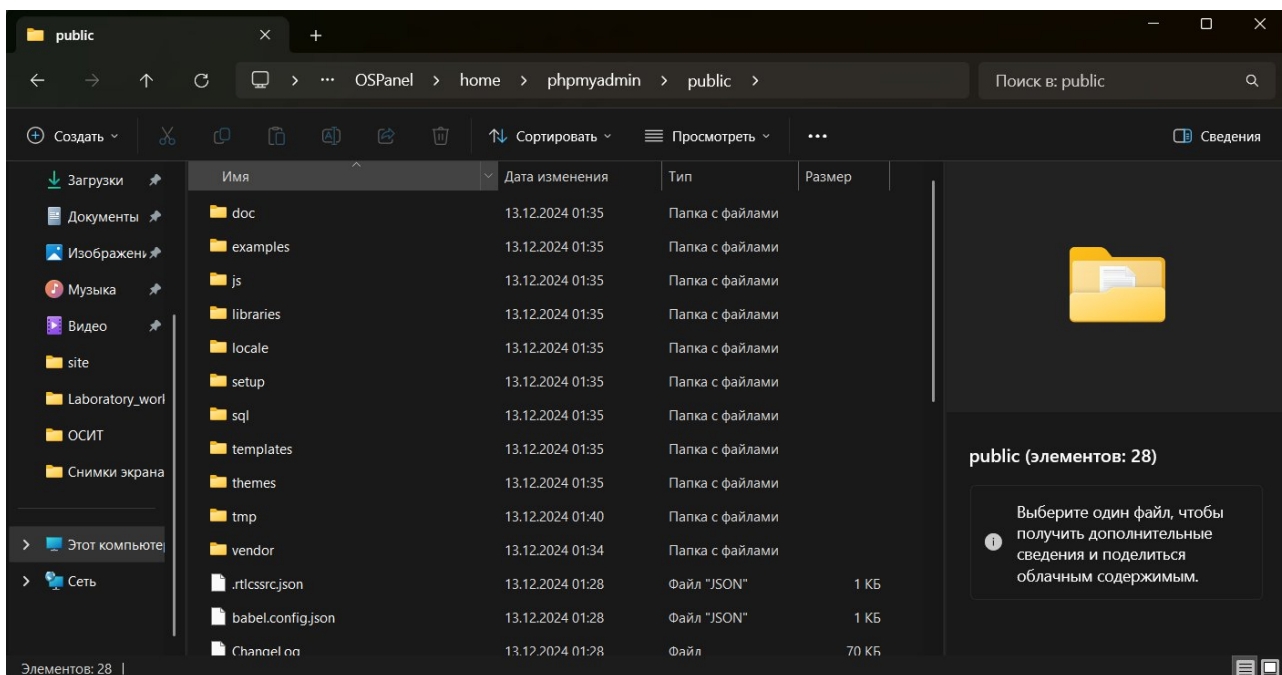 public
OSPanel > home > phpmyadmin > public >
Поиск в: public
Создать
Сортировать
Просмотреть
Сведения
Загрузки
Документы
Изображени
Музыка
Видео
site
Laboratory_worl
ОСИТ
Снимки экрана
Этот компьюте
Сеть
Имя Дата изменения Тип Размер
doc 13.12.2024 01:35 Папка с файлами
examples 13.12.2024 01:35 Папка с файлами
js 13.12.2024 01:35 Папка с файлами
libraries 13.12.2024 01:35 Папка с файлами
locale 13.12.2024 01:35 Папка с файлами
setup 13.12.2024 01:35 Папка с файлами
sql 13.12.2024 01:35 Папка с файлами
templates 13.12.2024 01:35 Папка с файлами
themes 13.12.2024 01:35 Папка с файлами
tmp 13.12.2024 01:40 Папка с файлами
vendor 13.12.2024 01:34 Папка с файлами
.rtlcssrc.json 13.12.2024 01:28 Файл "JSON" 1 КБ
babel.config.json 13.12.2024 01:28 Файл "JSON" 1 КБ
ChangeLog 13.12.2024 01:28 Файл 70 КБ
public (элементов: 28)
Выберите один файл, чтобы
получить дополнительные
сведения и поделиться
облачным содержимым.
Элементов: 28